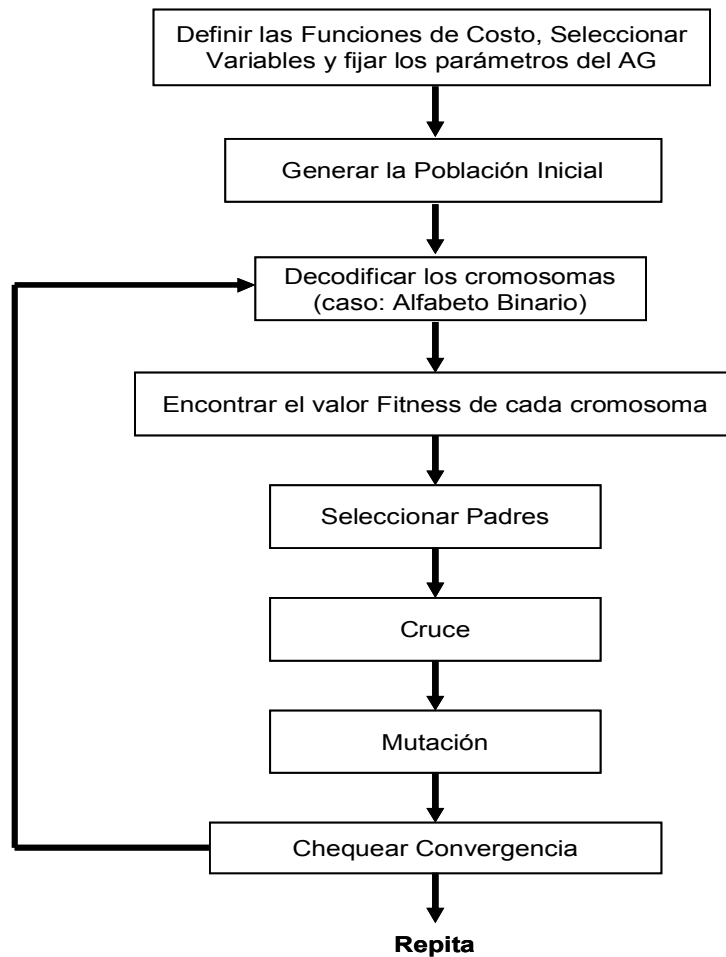 Definir las Funciones de Costo, Seleccionar
Variables y fijar los parámetros del AG
Generar la Población Inicial
Decodificar los cromosomas
(caso: Alfabeto Binario)
Encontrar el valor Fitness de cada cromosoma
Seleccionar Padres
Cruce
Mutación
Chequear Convergencia
Repita